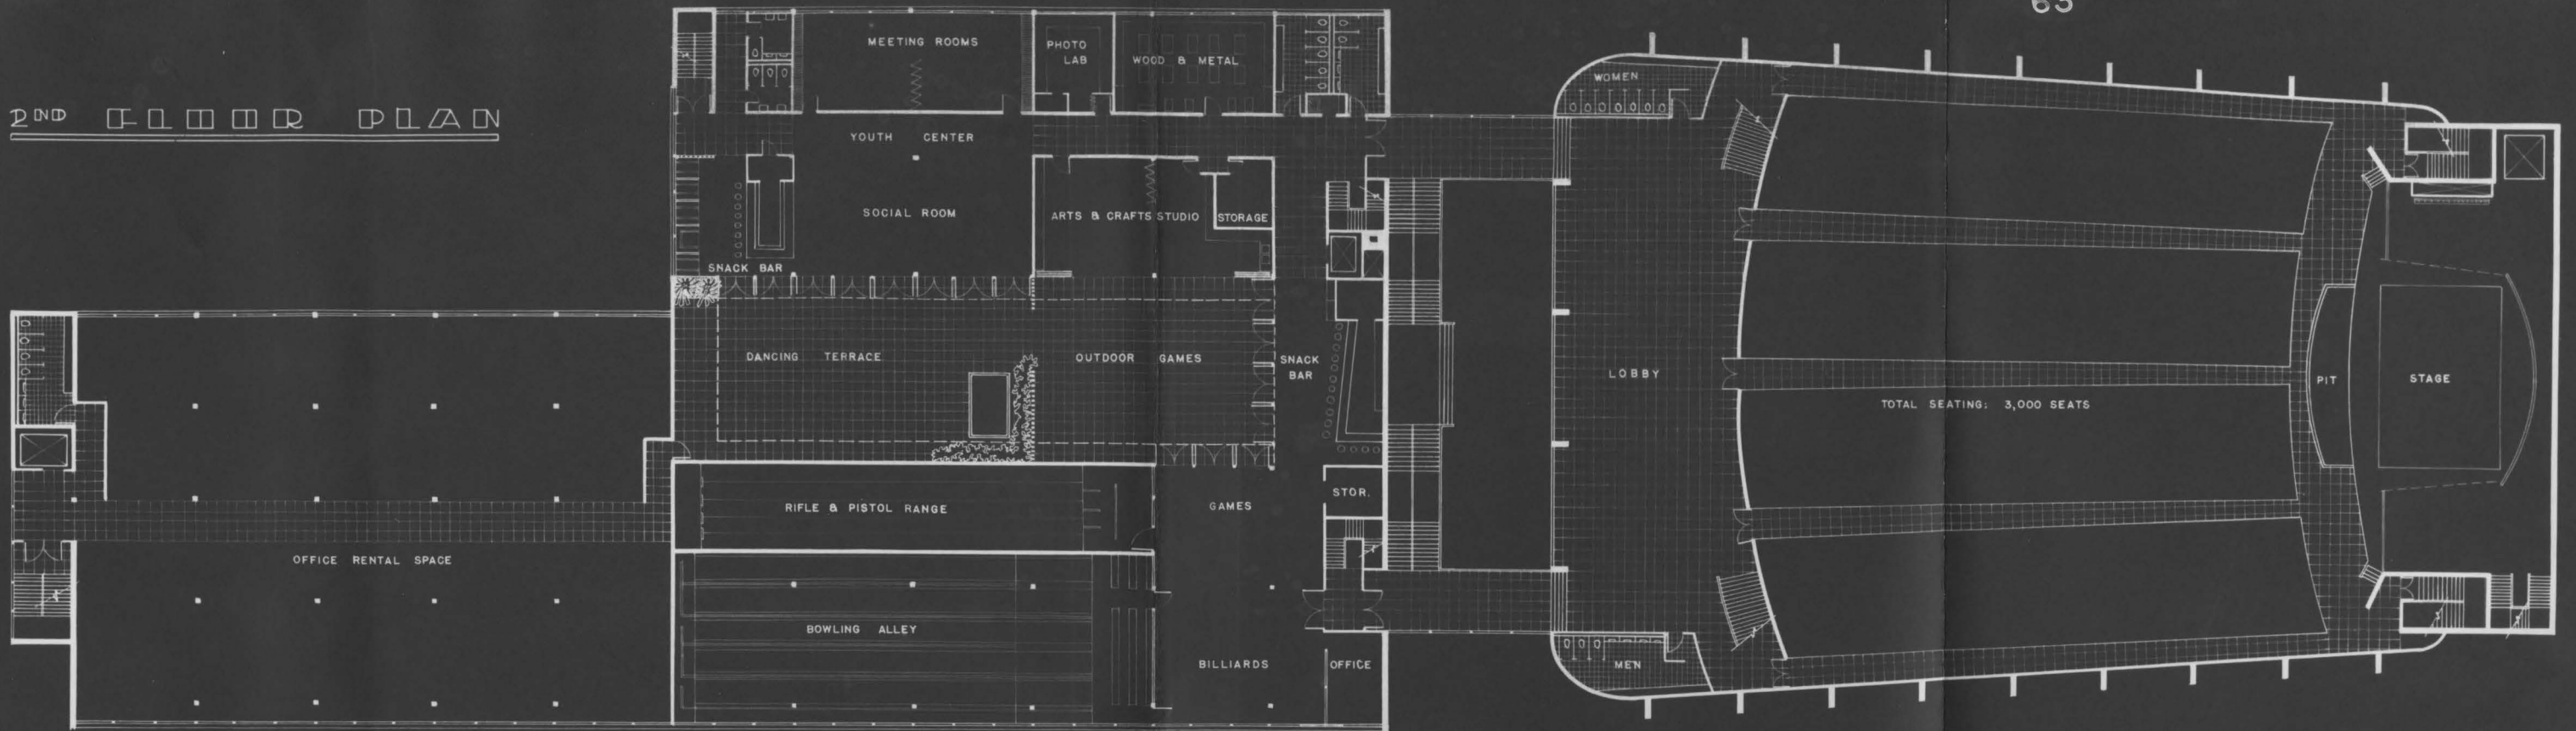 63
2ND FLOOR PLAN
MEETING ROOMS
PHOTO
LAB
WOOD & METAL
YOUTH CENTER
SOCIAL ROOM
ARTS & CRAFTS STUDIO
STORAGE
SNACK BAR
DANCING TERRACE
OUTDOOR GAMES
SNACK
BAR
RIFLE & PISTOL RANGE
GAMES
STOR.
OFFICE RENTAL SPACE
BOWLING ALLEY
BILLIARDS
OFFICE
WOMEN
LOBBY
TOTAL SEATING: 3,000 SEATS
PIT
STAGE
MEN